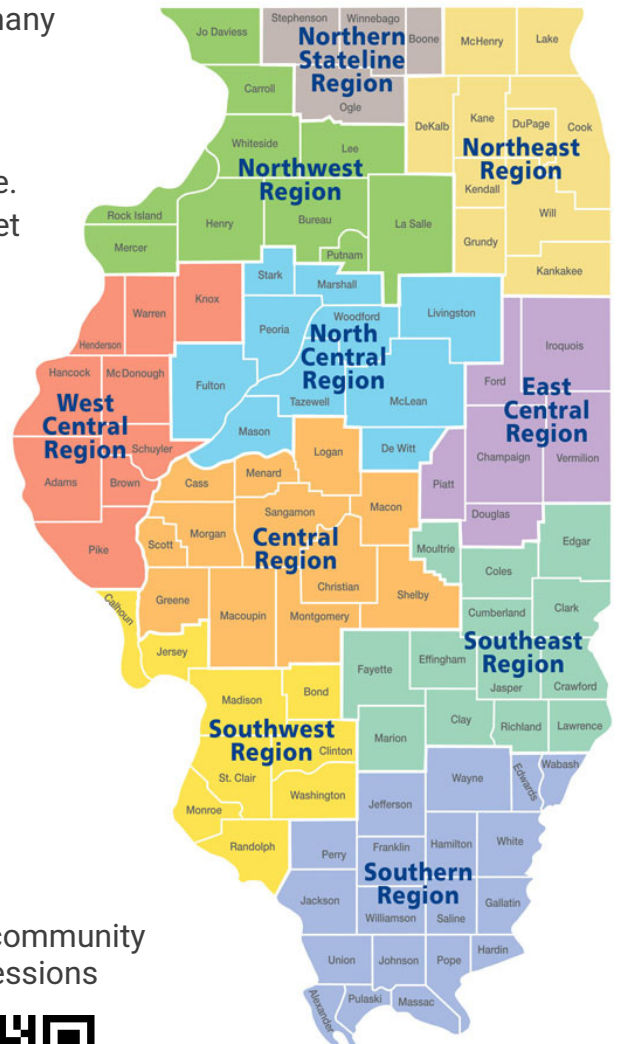 many
Jo Daviess
Stephenson
Winnebago
Boone
McHenry
Lake
Northern
Stateline
Region
Carroll
Ogle
DeKalb
Kane
DuPage
Cook
Whiteside
Lee
Northwest
Region
Northeast
Region
e.
Kendall
Rock Island
Henry
Bureau
La Salle
Will
et
Mercer
Putnam
Grundy
Kankakee
Stark
Marshall
Henderson
Warren
Knox
Peoria
Woodford
Livingston
Iroquois
North
Central
Region
Hancock
McDonough
Fulton
Tazewell
McLean
Ford
East
Central
Region
West
Central
Region
Mason
De Witt
Schuyler
Logan
Champaign
Vermilion
Adams
Brown
Cass
Menard
Piatt
Sangamon
Macon
Douglas
Pike
Scott
Morgan
Central
Region
Moultrie
Edgar
Coles
Christian
Shelby
Calhoun
Greene
Macoupin
Montgomery
Cumberland
Clark
Southeast
Region
Jersey
Fayette
Effingham
Jasper
Crawford
Madison
Bond
Clay
Richland
Lawrence
Southwest
Region
Clinton
Marion
St. Clair
Washington
Wayne
Edwards
Wabash
Monroe
Jefferson
Randolph
Perry
Franklin
Hamilton
White
Southern
Region
Jackson
Williamson
Saline
Gallatin
community
essions
Union
Johnson
Pope
Hardin
Alexander
Pulaski
Massac